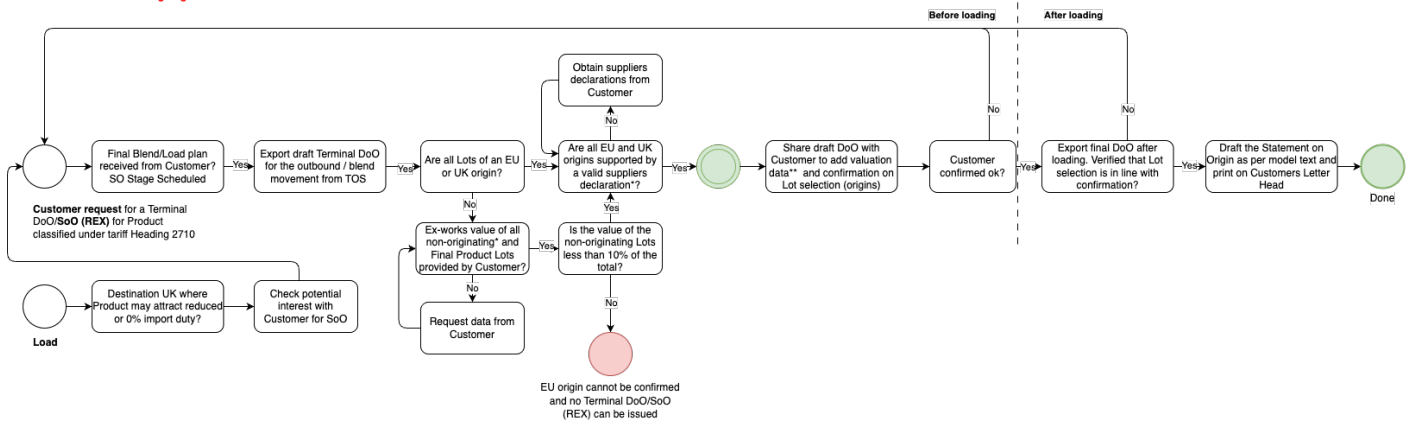 Before loading
After loading
Obtain suppliers
declarations from
Customer
No
No
No
Final Blend/Load plan
received from Customer?
SO Stage Scheduled
Yes
Export draft Terminal DoO
for the outbound / blend
movement from TOS
Yes
Are all Lots of an EU
or UK origin?
Yes
Are all EU and UK
origins supported by
a valid suppliers
declaration*?
Yes
Share draft DoO with
Customer to add valuation
data** and confirmation on
Lot selection (origins)
Customer
confirmed ok?
Yes
Export final DoO after
loading. Verified that Lot
selection is in line with
confirmation?
Yes
Draft the Statement on
Origin as per model text and
print on Customers Letter
Head
Done
Customer request for a Terminal
DoO/SoO (REX) for Product
classified under tariff Heading 2710
No
Yes
Ex-works value of all
non-originating* and
Final Product Lots
provided by Customer?
Yes
Is the value of the
non-originating Lots
less than 10% of the
total?
No
No
Destination UK where
Product may attract reduced
or 0% import duty?
Check potential
interest with
Customer for SoO
Request data from
Customer
Load
EU origin cannot be confirmed
and no Terminal DoO/SoO
(REX) can be issued